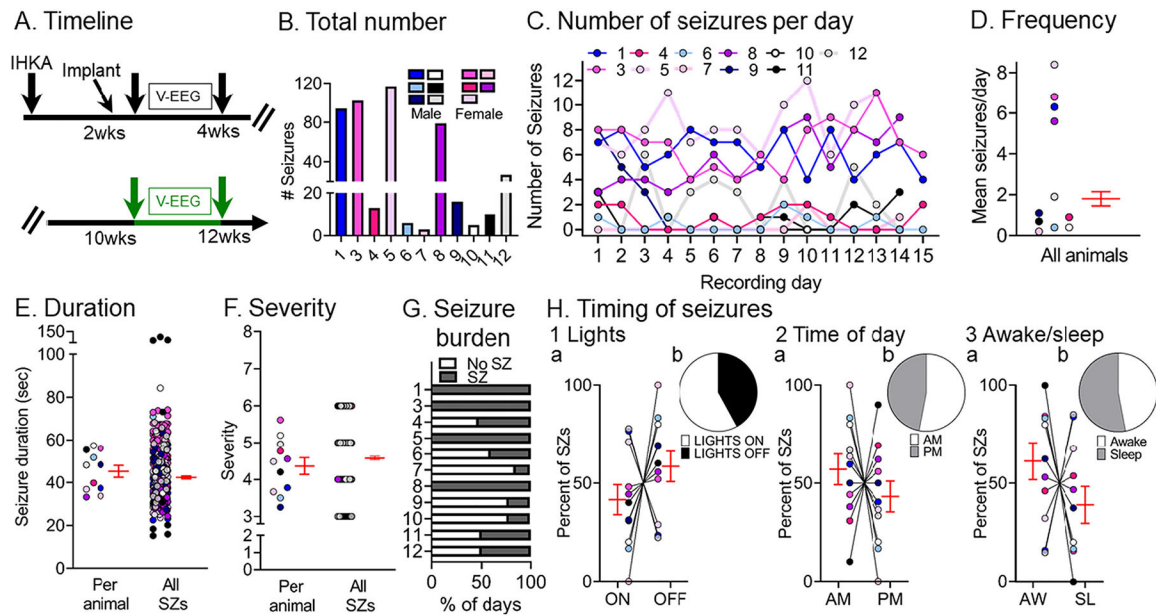 A. Timeline
IHKA
Implant
V-EEG
2wks
4wks
V-EEG
10wks
12wks
B. Total number
# Seizures
120
100
80
60
40
20
0
Male
Female
1 3 4 5 6 7 8 9 10 11 12
C. Number of seizures per day
1 4 6 8 10 12
3 5 7 9 11
Number of Seizures
12
10
8
6
4
2
0
1 2 3 4 5 6 7 8 9 10 11 12 13 14 15
Recording day
D. Frequency
Mean seizures/day
8
6
4
2
0
All animals
E. Duration
Seizure duration (sec)
150
100
100
80
60
40
20
0
Per animal
All SZs
F. Severity
Severity
8
7
6
5
4
3
2
1
0
Per animal
All SZs
G. Seizure burden
No SZ
SZ
1
3
4
5
6
7
8
9
10
11
12
0 50 100
% of days
H. Timing of seizures
1 Lights
a
b
LIGHTS ON
LIGHTS OFF
Percent of SZs
100
50
0
ON OFF
2 Time of day
a
b
AM
PM
Percent of SZs
100
50
0
AM PM
3 Awake/sleep
a
b
Awake
Sleep
Percent of SZs
100
50
0
AW SL